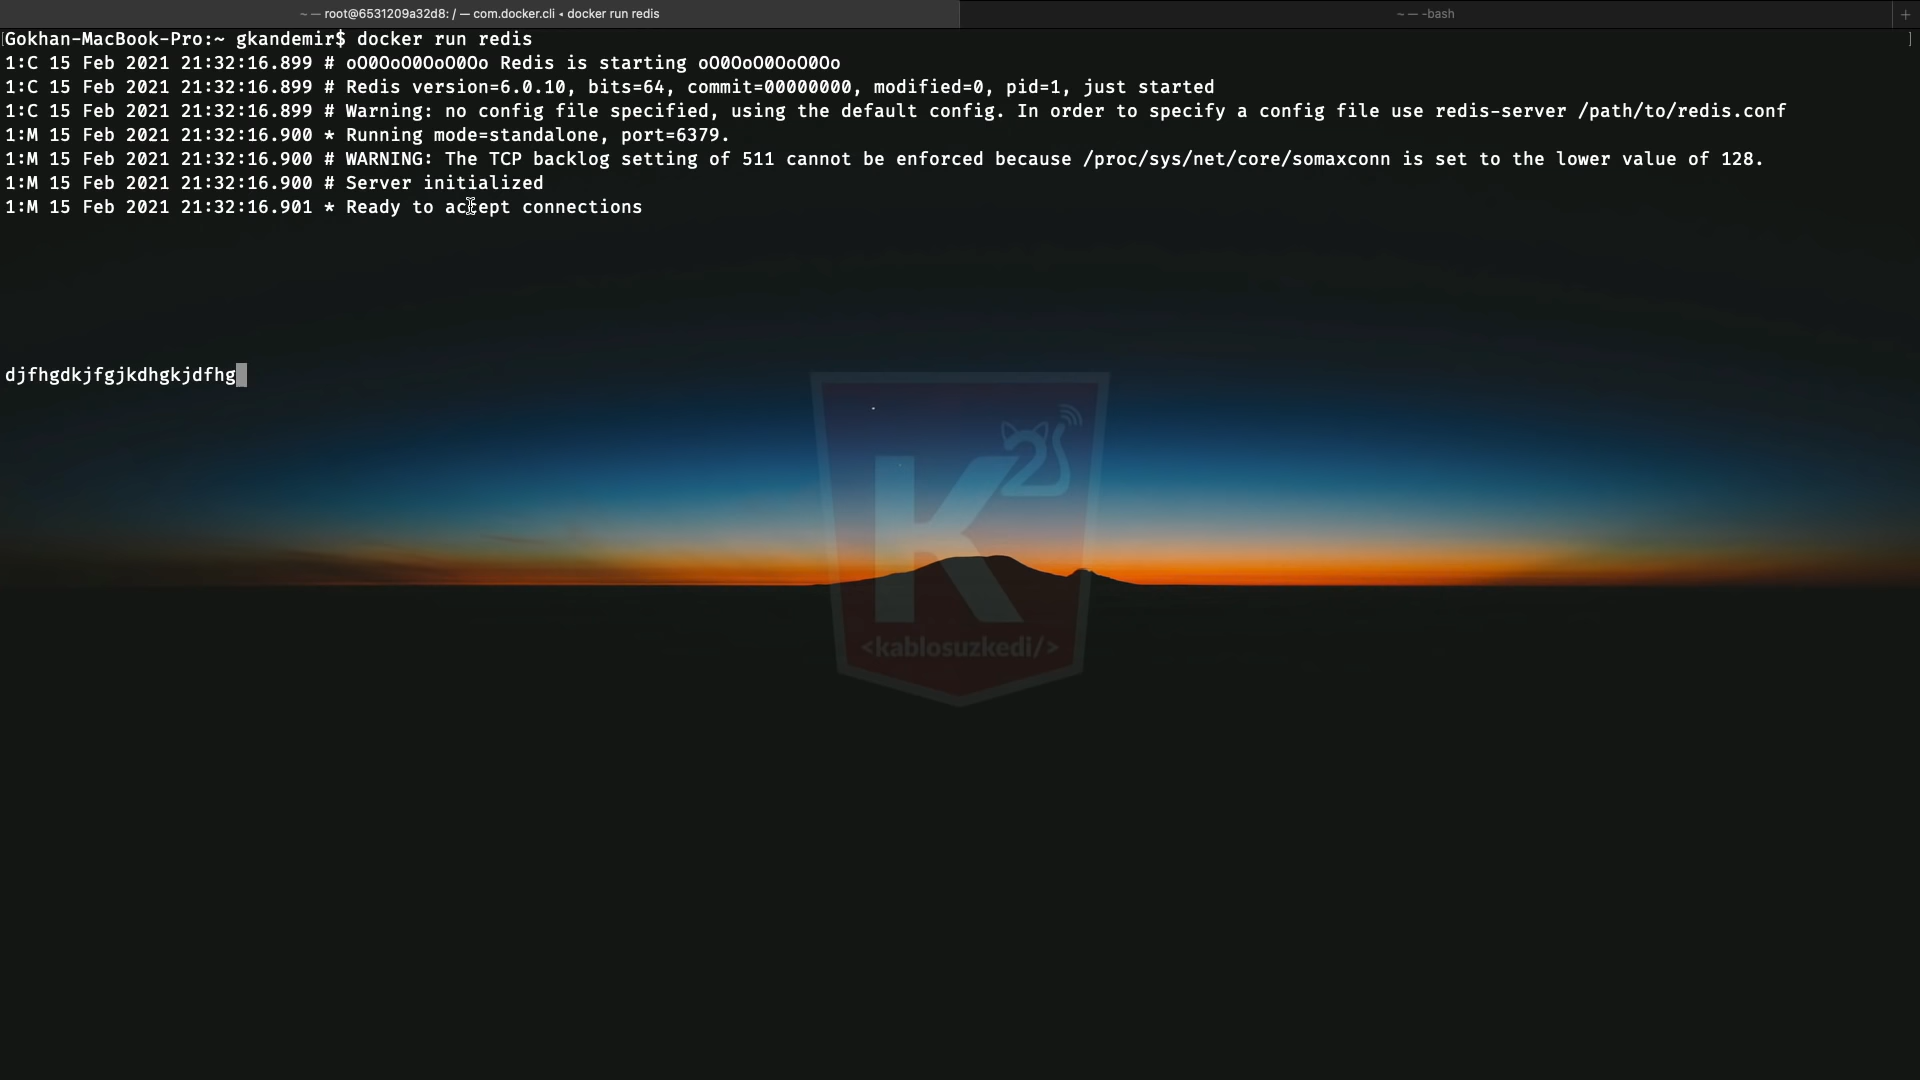 ~ — root@6531209a32d8: / — com.docker.cli ◂ docker run redis
~ — -bash
+
[Gokhan-MacBook-Pro:~ gkandemir$ docker run redis ]
1:C 15 Feb 2021 21:32:16.899 # oO0OoO0OoO0Oo Redis is starting oO0OoO0OoO0Oo
1:C 15 Feb 2021 21:32:16.899 # Redis version=6.0.10, bits=64, commit=00000000, modified=0, pid=1, just started
1:C 15 Feb 2021 21:32:16.899 # Warning: no config file specified, using the default config. In order to specify a config file use redis-server /path/to/redis.conf
1:M 15 Feb 2021 21:32:16.900 * Running mode=standalone, port=6379.
1:M 15 Feb 2021 21:32:16.900 # WARNING: The TCP backlog setting of 511 cannot be enforced because /proc/sys/net/core/somaxconn is set to the lower value of 128.
1:M 15 Feb 2021 21:32:16.900 # Server initialized
1:M 15 Feb 2021 21:32:16.901 * Ready to accept connections
djfhgdkjfgjkdhgkjdfhg
K2
<kablosuzkedi/>